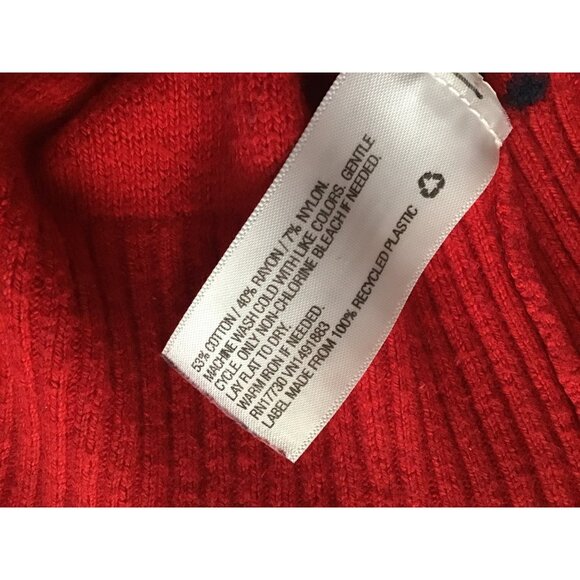 53% COTTON / 40% RAYON / 7% NYLON.
MACHINE WASH COLD WITH LIKE COLORS. GENTLE
CYCLE ONLY NON-CHLORINE BLEACH IF NEEDED.
LAY FLAT TO DRY.
WARM IRON IF NEEDED.
RN17730 VN1491883
LABEL MADE FROM 100% RECYCLED PLASTIC